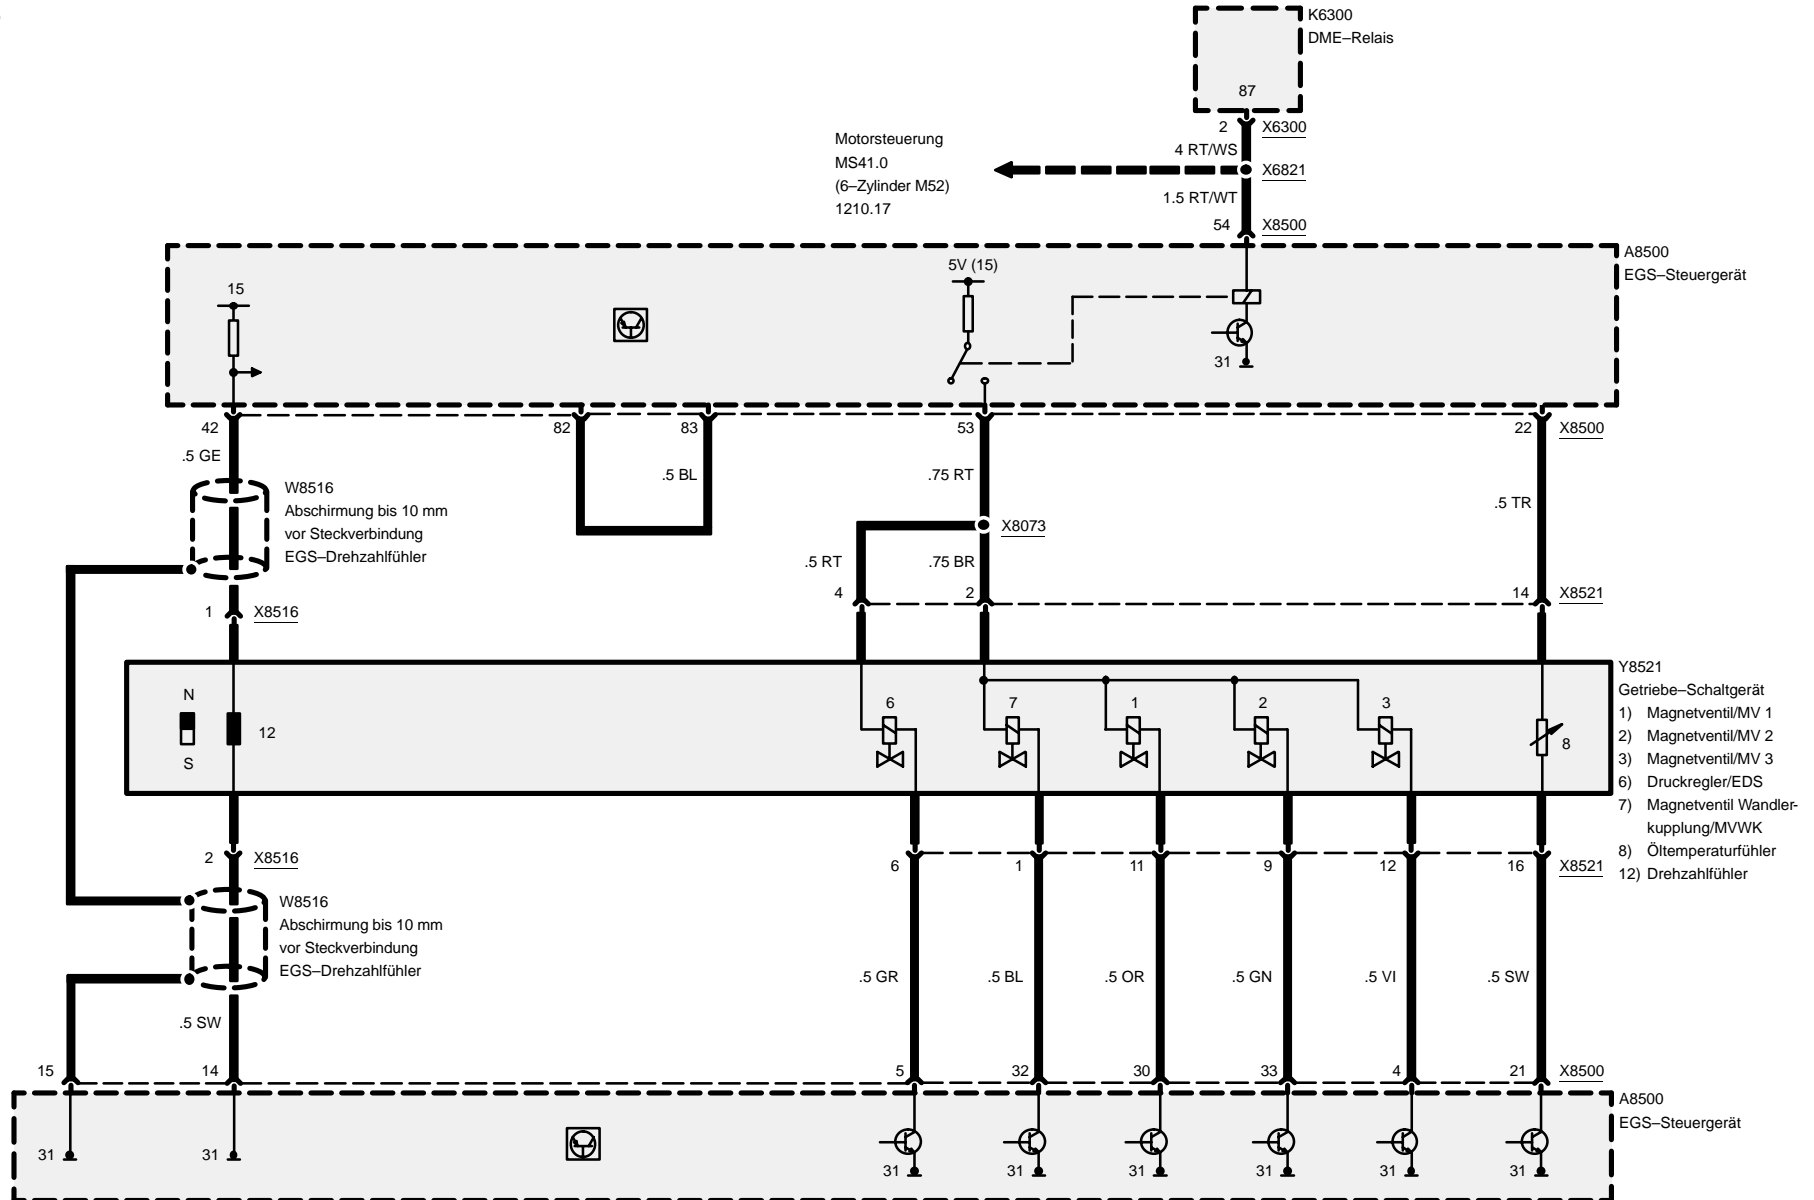 K6300
DME–Relais
87
2
X6300
Motorsteuerung
MS41.0
(6–Zylinder M52)
1210.17
4 RT/WS
X6821
1.5 RT/WT
54
X8500
A8500
EGS–Steuergerät
15
5V (15)
31
42
82
83
53
22
X8500
.5 GE
.5 BL
.75 RT
.5 TR
W8516
Abschirmung bis 10 mm
vor Steckverbindung
EGS–Drehzahlfühler
X8073
.5 RT
.75 BR
4
2
14
X8521
1
X8516
Y8521
Getriebe–Schaltgerät
1) Magnetventil/MV 1
2) Magnetventil/MV 2
3) Magnetventil/MV 3
6) Druckregler/EDS
7) Magnetventil Wandler-
kupplung/MVWK
8) Öltemperaturfühler
12) Drehzahlfühler
N
S
12
6
7
1
2
3
8
2
X8516
6
1
11
9
12
16
X8521
W8516
Abschirmung bis 10 mm
vor Steckverbindung
EGS–Drehzahlfühler
.5 GR
.5 BL
.5 OR
.5 GN
.5 VI
.5 SW
.5 SW
15
14
5
32
30
33
4
21
X8500
A8500
EGS–Steuergerät
31
31
31
31
31
31
31
31